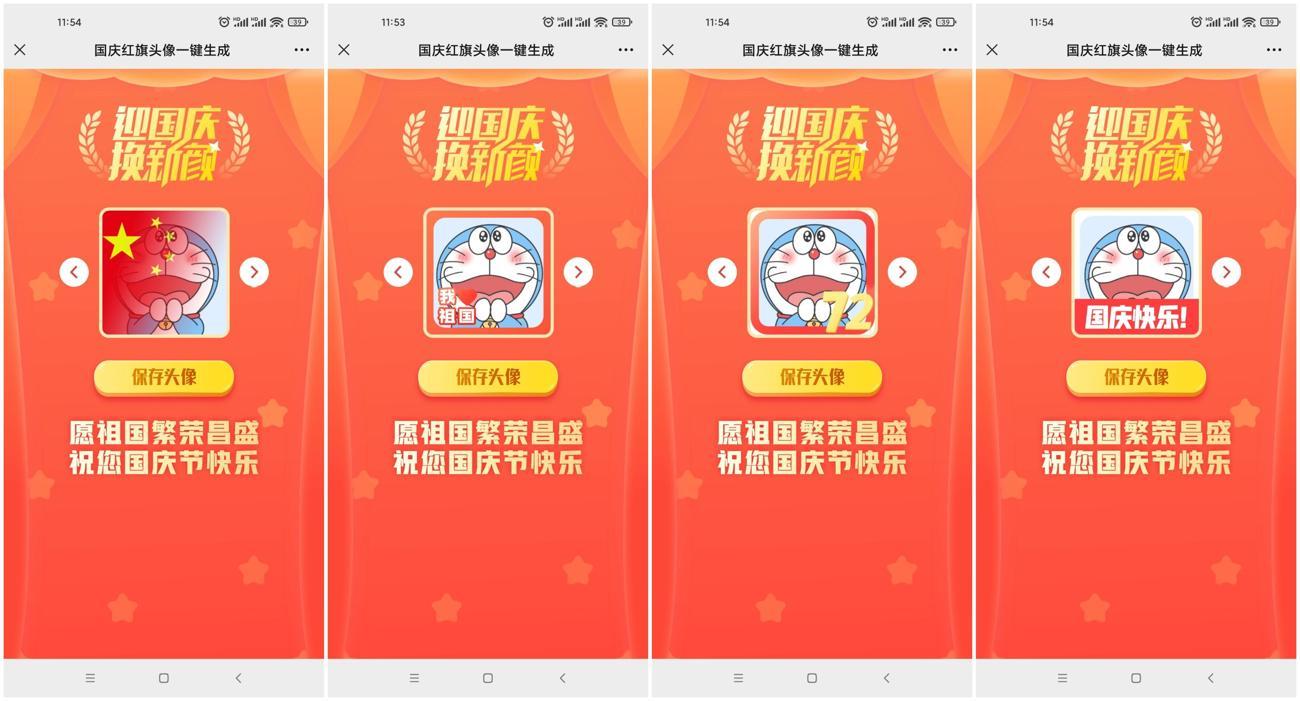 11:54
HD HD 39
国庆红旗头像一键生成
迎国庆
换新颜
保存头像
愿祖国繁荣昌盛
祝您国庆节快乐
11:53
HD HD 39
国庆红旗头像一键生成
迎国庆
换新颜
我
祖国
保存头像
愿祖国繁荣昌盛
祝您国庆节快乐
11:54
HD HD 39
国庆红旗头像一键生成
迎国庆
换新颜
72
保存头像
愿祖国繁荣昌盛
祝您国庆节快乐
11:54
HD HD 39
国庆红旗头像一键生成
迎国庆
换新颜
国庆快乐!
保存头像
愿祖国繁荣昌盛
祝您国庆节快乐